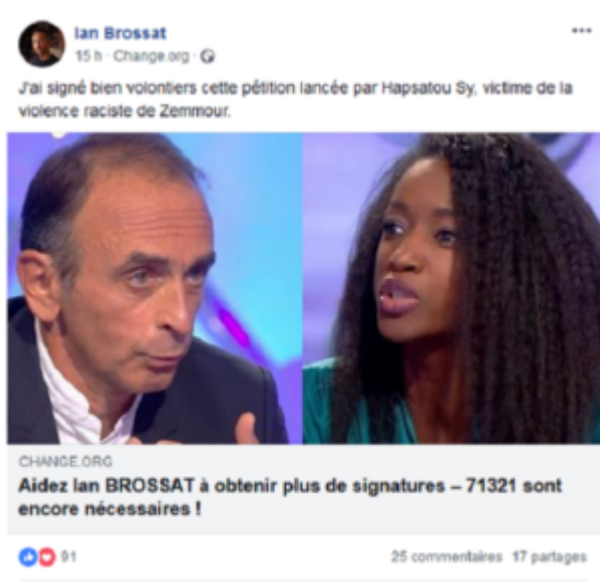 Ian Brossat
15 h · Change.org ·
J'ai signé bien volontiers cette pétition lancée par Hapsatou Sy, victime de la
violence raciste de Zemmour.
CHANGE.ORG
Aidez Ian BROSSAT à obtenir plus de signatures – 71321 sont
encore nécessaires !
91
25 commentaires 17 partages